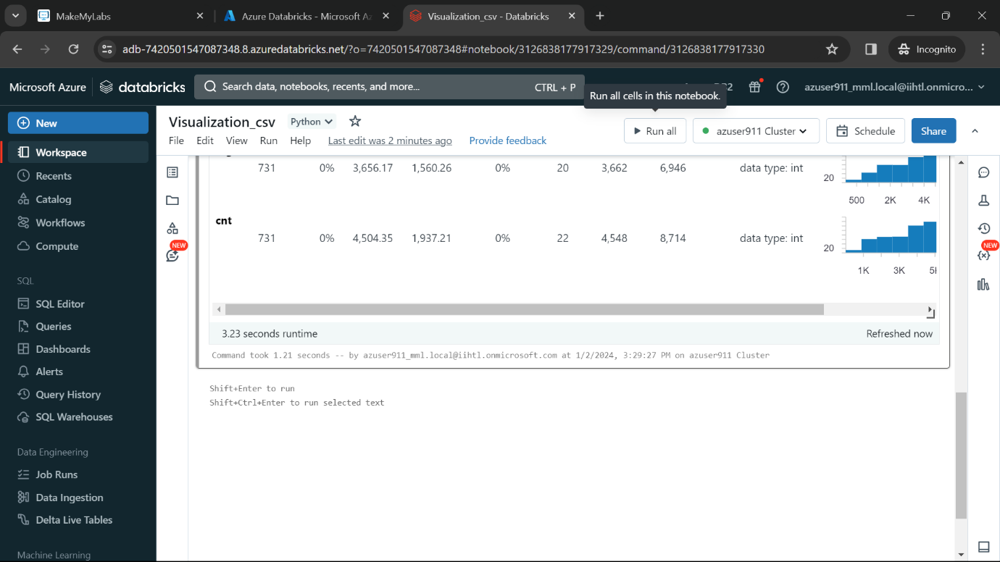 MakeMyLabs
Azure Databricks - Microsoft Az
Visualization_csv - Databricks
adb-7420501547087348.8.azuredatabricks.net/?o=7420501547087348#notebook/3126838177917329/command/3126838177917330
Incognito
Microsoft Azure
databricks
Search data, notebooks, recents, and more...
CTRL + P
azuser911_mml.local@iihtl.onmicro...
Run all cells in this notebook.
New
Workspace
Recents
Catalog
Workflows
Compute
SQL
SQL Editor
Queries
Dashboards
Alerts
Query History
SQL Warehouses
Data Engineering
Job Runs
Data Ingestion
Delta Live Tables
Machine Learning
Visualization_csv
Python
Run all
azuser911 Cluster
Schedule
Share
File Edit View Run Help Last edit was 2 minutes ago Provide feedback
NEW
731 0% 3,656.17 1,560.26 0% 20 3,662 6,946 data type: int
20
500 2K 4K
cnt
731 0% 4,504.35 1,937.21 0% 22 4,548 8,714 data type: int
20
1K 3K
3.23 seconds runtime
Refreshed now
Command took 1.21 seconds -- by azuser911_mml.local@iihtl.onmicrosoft.com at 1/2/2024, 3:29:27 PM on azuser911 Cluster
Shift+Enter to run
Shift+Ctrl+Enter to run selected text
NEW